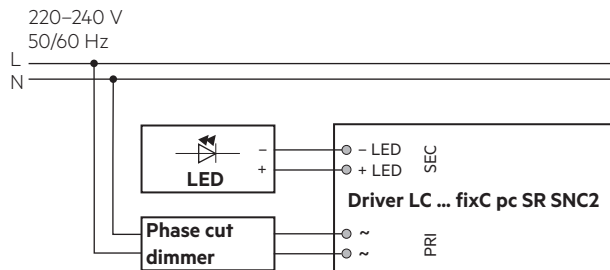 220–240 V
50/60 Hz
L
N
LED
–
+
– LED
+ LED
SEC
Driver LC ... fixC pc SR SNC2
Phase cut
dimmer
~
~
PRI